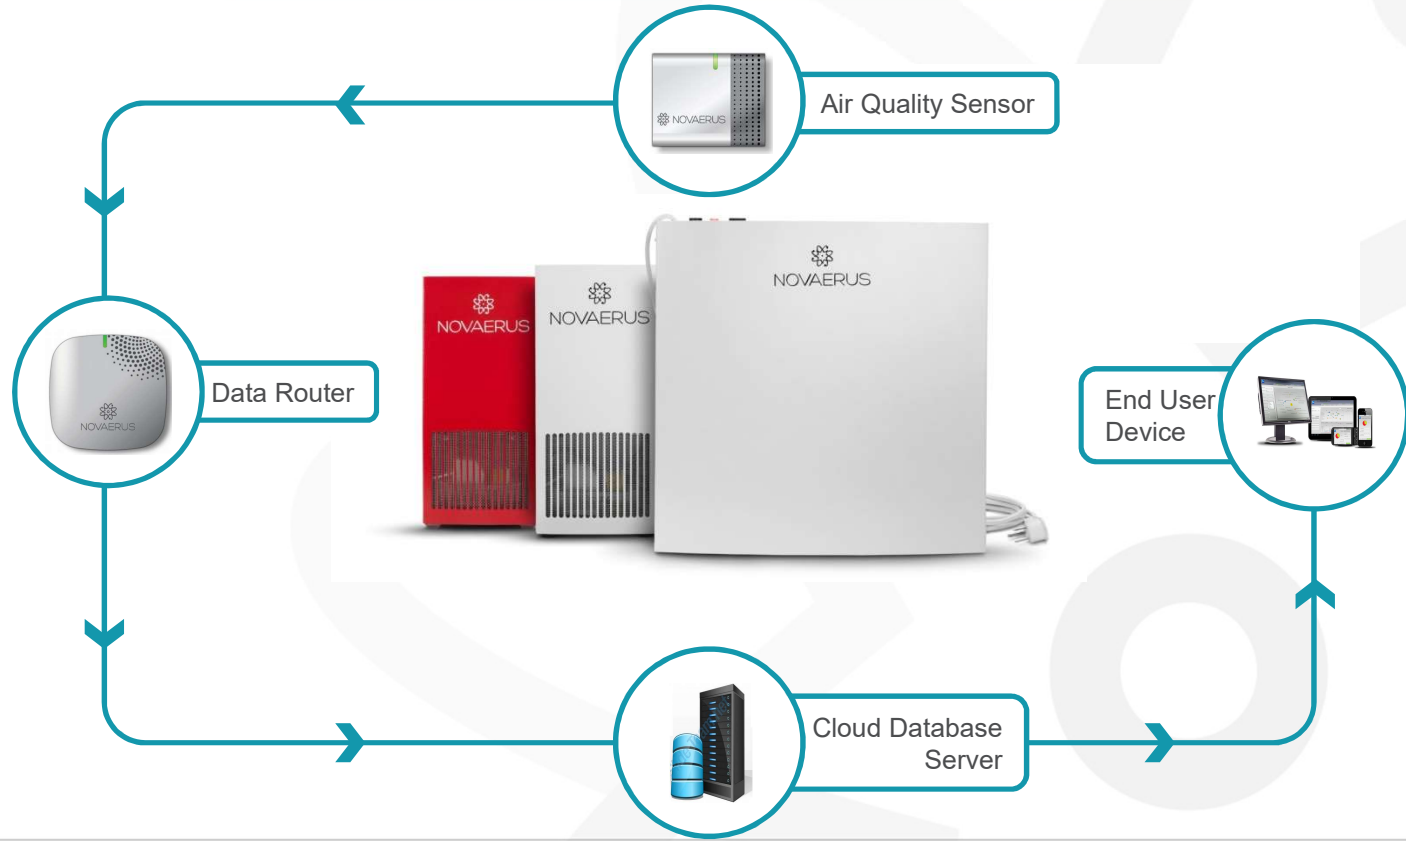 NOVAERUS
Air Quality Sensor
NOVAERUS
NOVAERUS
NOVAERUS
NOVAERUS
Data Router
End User
Device
Cloud Database
Server